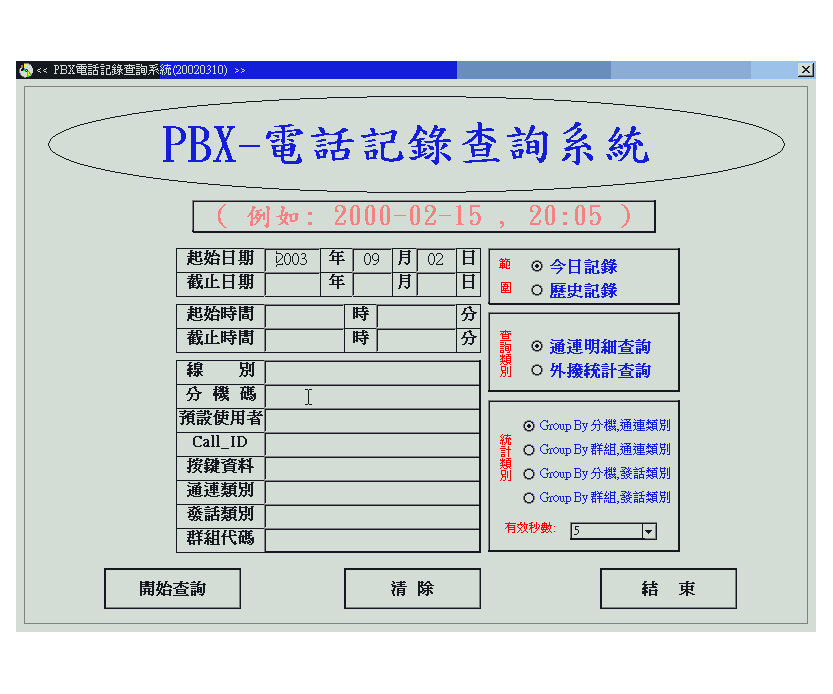 << PBX電話記錄查詢系統(20020310) >>
PBX-電話記錄查詢系統
( 例如: 2000-02-15 , 20:05 )
起始日期 2003 年 09 月 02 日
截止日期 年 月 日
起始時間 時 分
截止時間 時 分
線 別
分 機 碼
預設使用者
Call_ID
按鍵資料
通連類別
發話類別
群組代碼
範圍
今日記錄
歷史記錄
查詢類別
通連明細查詢
外撥統計查詢
統計類別
Group By 分機,通連類別
Group By 群組,通連類別
Group By 分機,發話類別
Group By 群組,發話類別
有效秒數: 5
開始查詢
清 除
結 束